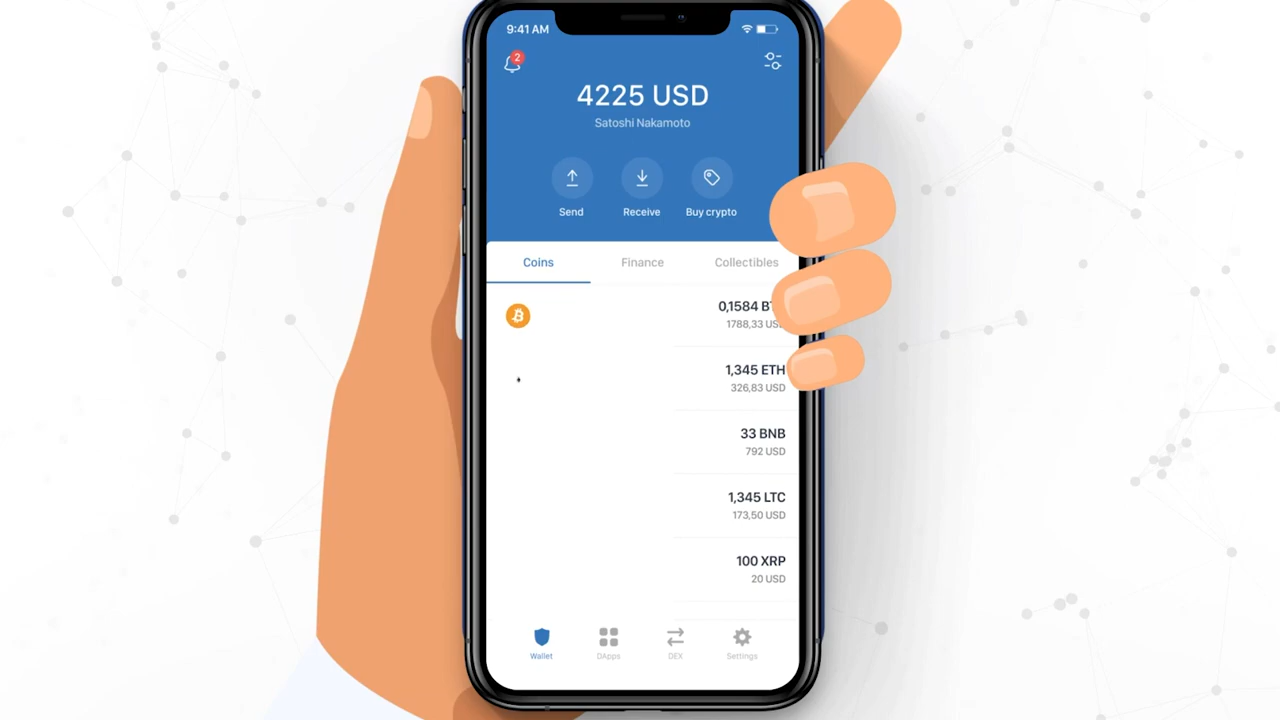 9:41 AM
2
4225 USD
Satoshi Nakamoto
Send
Receive
Buy crypto
Coins
Finance
Collectibles
0,1584
1788,33 USD
1,345 ETH
326,83 USD
33 BNB
792 USD
1,345 LTC
173,50 USD
100 XRP
20 USD
Wallet
DApps
DEX
Settings